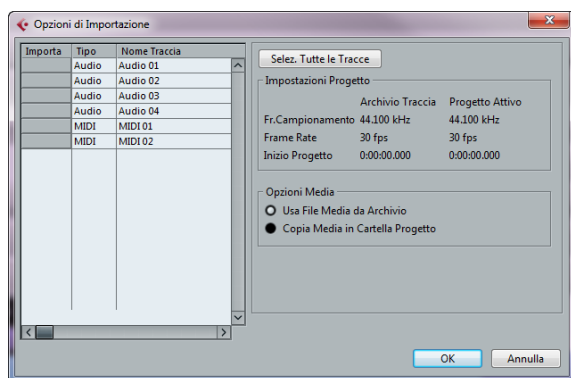 Opzioni di Importazione
Importa Tipo Nome Traccia
Audio Audio 01
Audio Audio 02
Audio Audio 03
Audio Audio 04
MIDI MIDI 01
MIDI MIDI 02
Selez. Tutte le Tracce
Impostazioni Progetto
Archivio Traccia Progetto Attivo
Fr.Campionamento 44.100 kHz 44.100 kHz
Frame Rate 30 fps 30 fps
Inizio Progetto 0:00:00.000 0:00:00.000
Opzioni Media
Usa File Media da Archivio
Copia Media in Cartella Progetto
OK Annulla